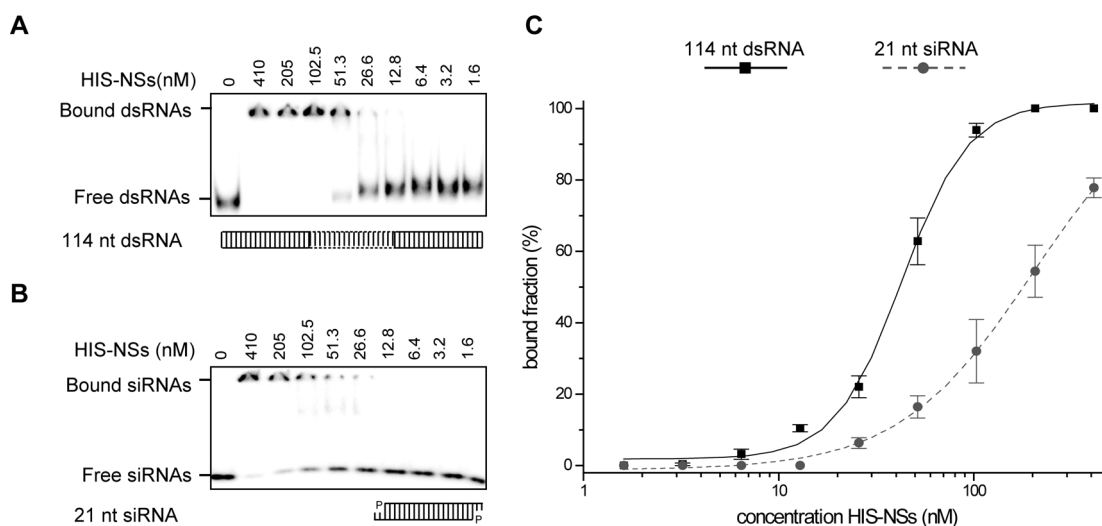 A
HIS-NSs(nM)
0 410 205 102.5 51.3 26.6 12.8 6.4 3.2 1.6
Bound dsRNAs
Free dsRNAs
114 nt dsRNA
B
HIS-NSs (nM)
0 410 205 102.5 51.3 26.6 12.8 6.4 3.2 1.6
Bound siRNAs
Free siRNAs
P
P
21 nt siRNA
C
114 nt dsRNA 21 nt siRNA
bound fraction (%)
100
80
60
40
20
0
1 10 100
concentration HIS-NSs (nM)